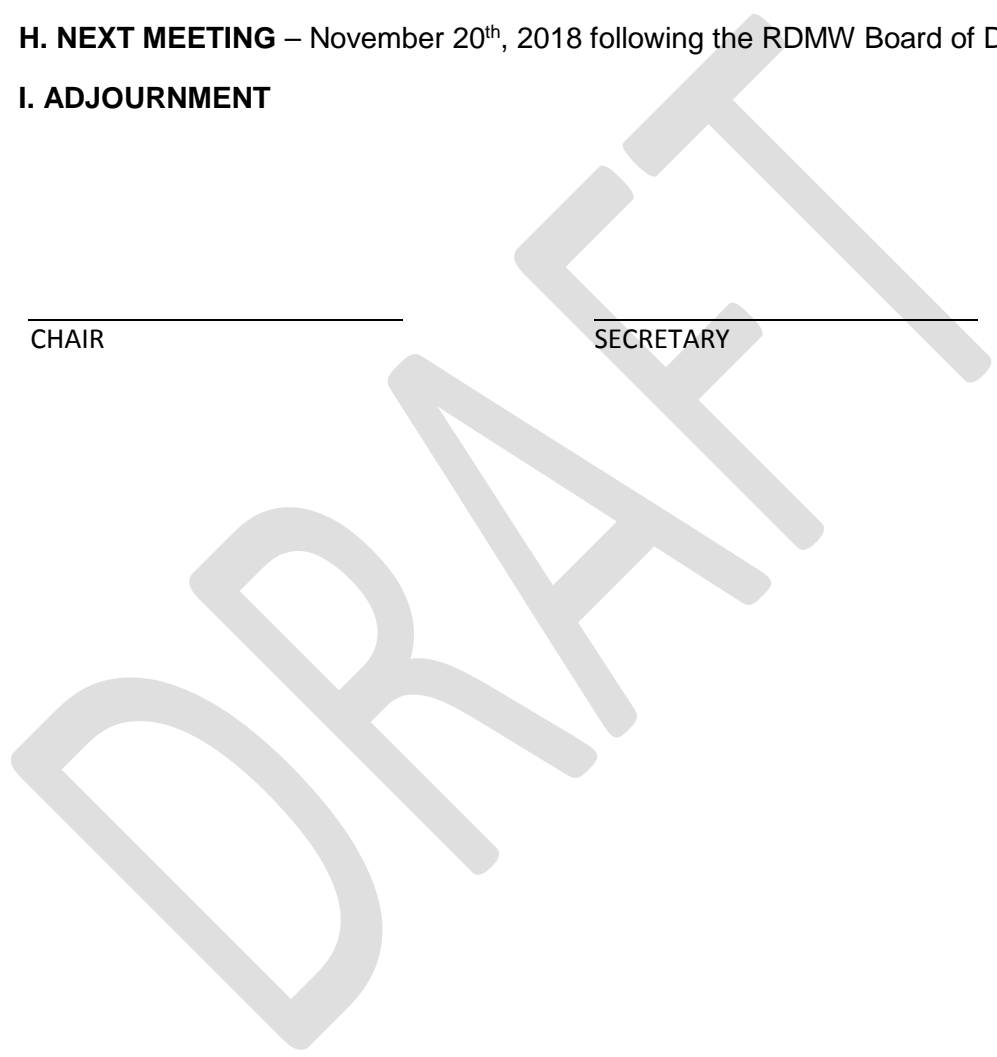 H. NEXT MEETING – November 20th, 2018 following the RDMW Board of
I. ADJOURNMENT
CHAIR SECRETARY
DRAFT